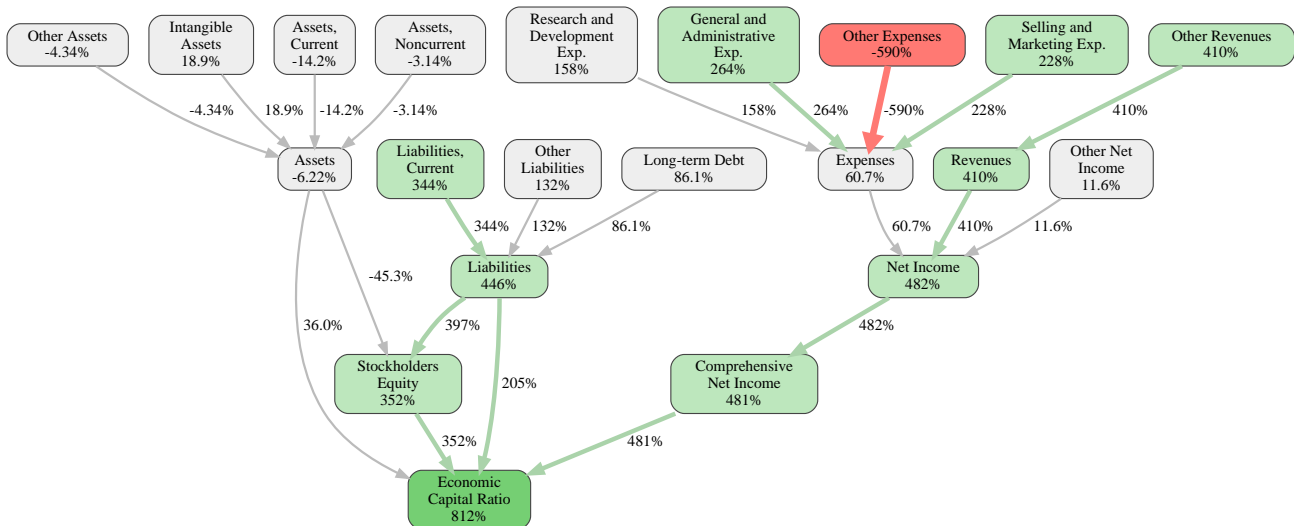 Other Assets
-4.34%
Intangible
Assets
18.9%
Assets,
Current
-14.2%
Assets,
Noncurrent
-3.14%
Research and
Development
Exp.
158%
General and
Administrative
Exp.
264%
Other Expenses
-590%
Selling and
Marketing Exp.
228%
Other Revenues
410%
-4.34%
18.9%
-14.2%
-3.14%
158%
264%
-590%
228%
410%
Assets
-6.22%
Liabilities,
Current
344%
Other
Liabilities
132%
Long-term Debt
86.1%
Expenses
60.7%
Revenues
410%
Other Net
Income
11.6%
344%
132%
86.1%
60.7%
410%
11.6%
-45.3%
Liabilities
446%
Net Income
482%
36.0%
397%
482%
Stockholders
Equity
352%
205%
Comprehensive
Net Income
481%
352%
481%
Economic
Capital Ratio
812%